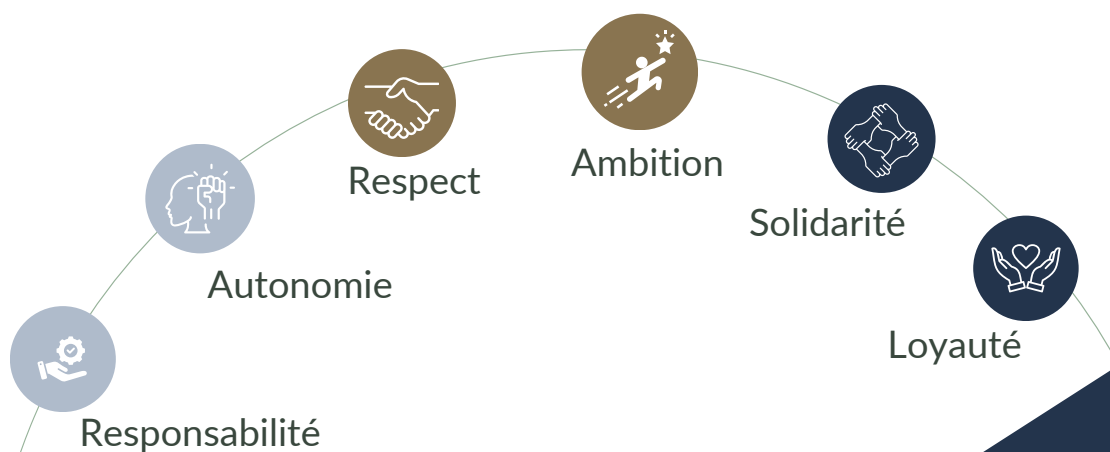 Responsabilité
Autonomie
Respect
Ambition
Solidarité
Loyauté